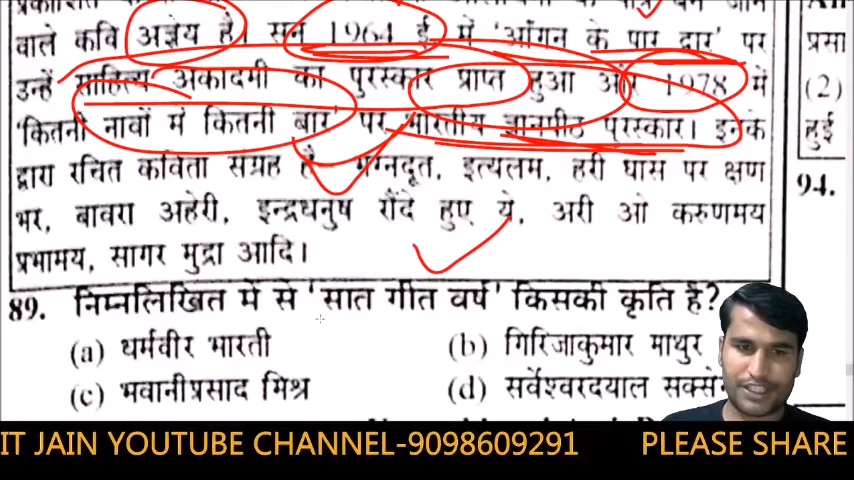 वाले कवि अज्ञेय है। सन 1964 ई में 'आँगन के पार द्वार' पर
उन्हें साहित्य अकादमी का पुरस्कार प्राप्त हुआ और 1978 में
'कितनी नावों में कितनी बार' पर भारतीय ज्ञानपीठ पुरस्कार। इनके
द्वारा रचित कविता संग्रह है भग्नदूत, इत्यलम, हरी घास पर क्षण
भर, बावरा अहेरी, इन्द्रधनुष रौंदे हुए ये, अरी ओ करुणामय
प्रभामय, सागर मुद्रा आदि।
89. निम्नलिखित में से 'सात गीत वर्ष' किसकी कृति है?
(a) धर्मवीर भारती (b) गिरिजाकुमार माथुर
(c) भवानीप्रसाद मिश्र (d) सर्वेश्वरदयाल
प्रसा
(2)
हुई
94.
IT JAIN YOUTUBE CHANNEL-9098609291 PLEASE SHARE